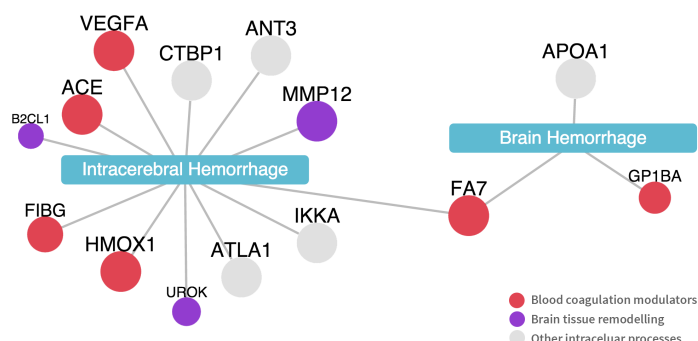 VEGFA
ANT3
CTBP1
APOA1
ACE
MMP12
B2CL1
Brain Hemorrhage
Intracerebral Hemorrhage
GP1BA
FA7
FIBG
IKKA
HMOX1
ATLA1
UROK
Blood coagulation modulators
Brain tissue remodelling
Other intraceluar processes